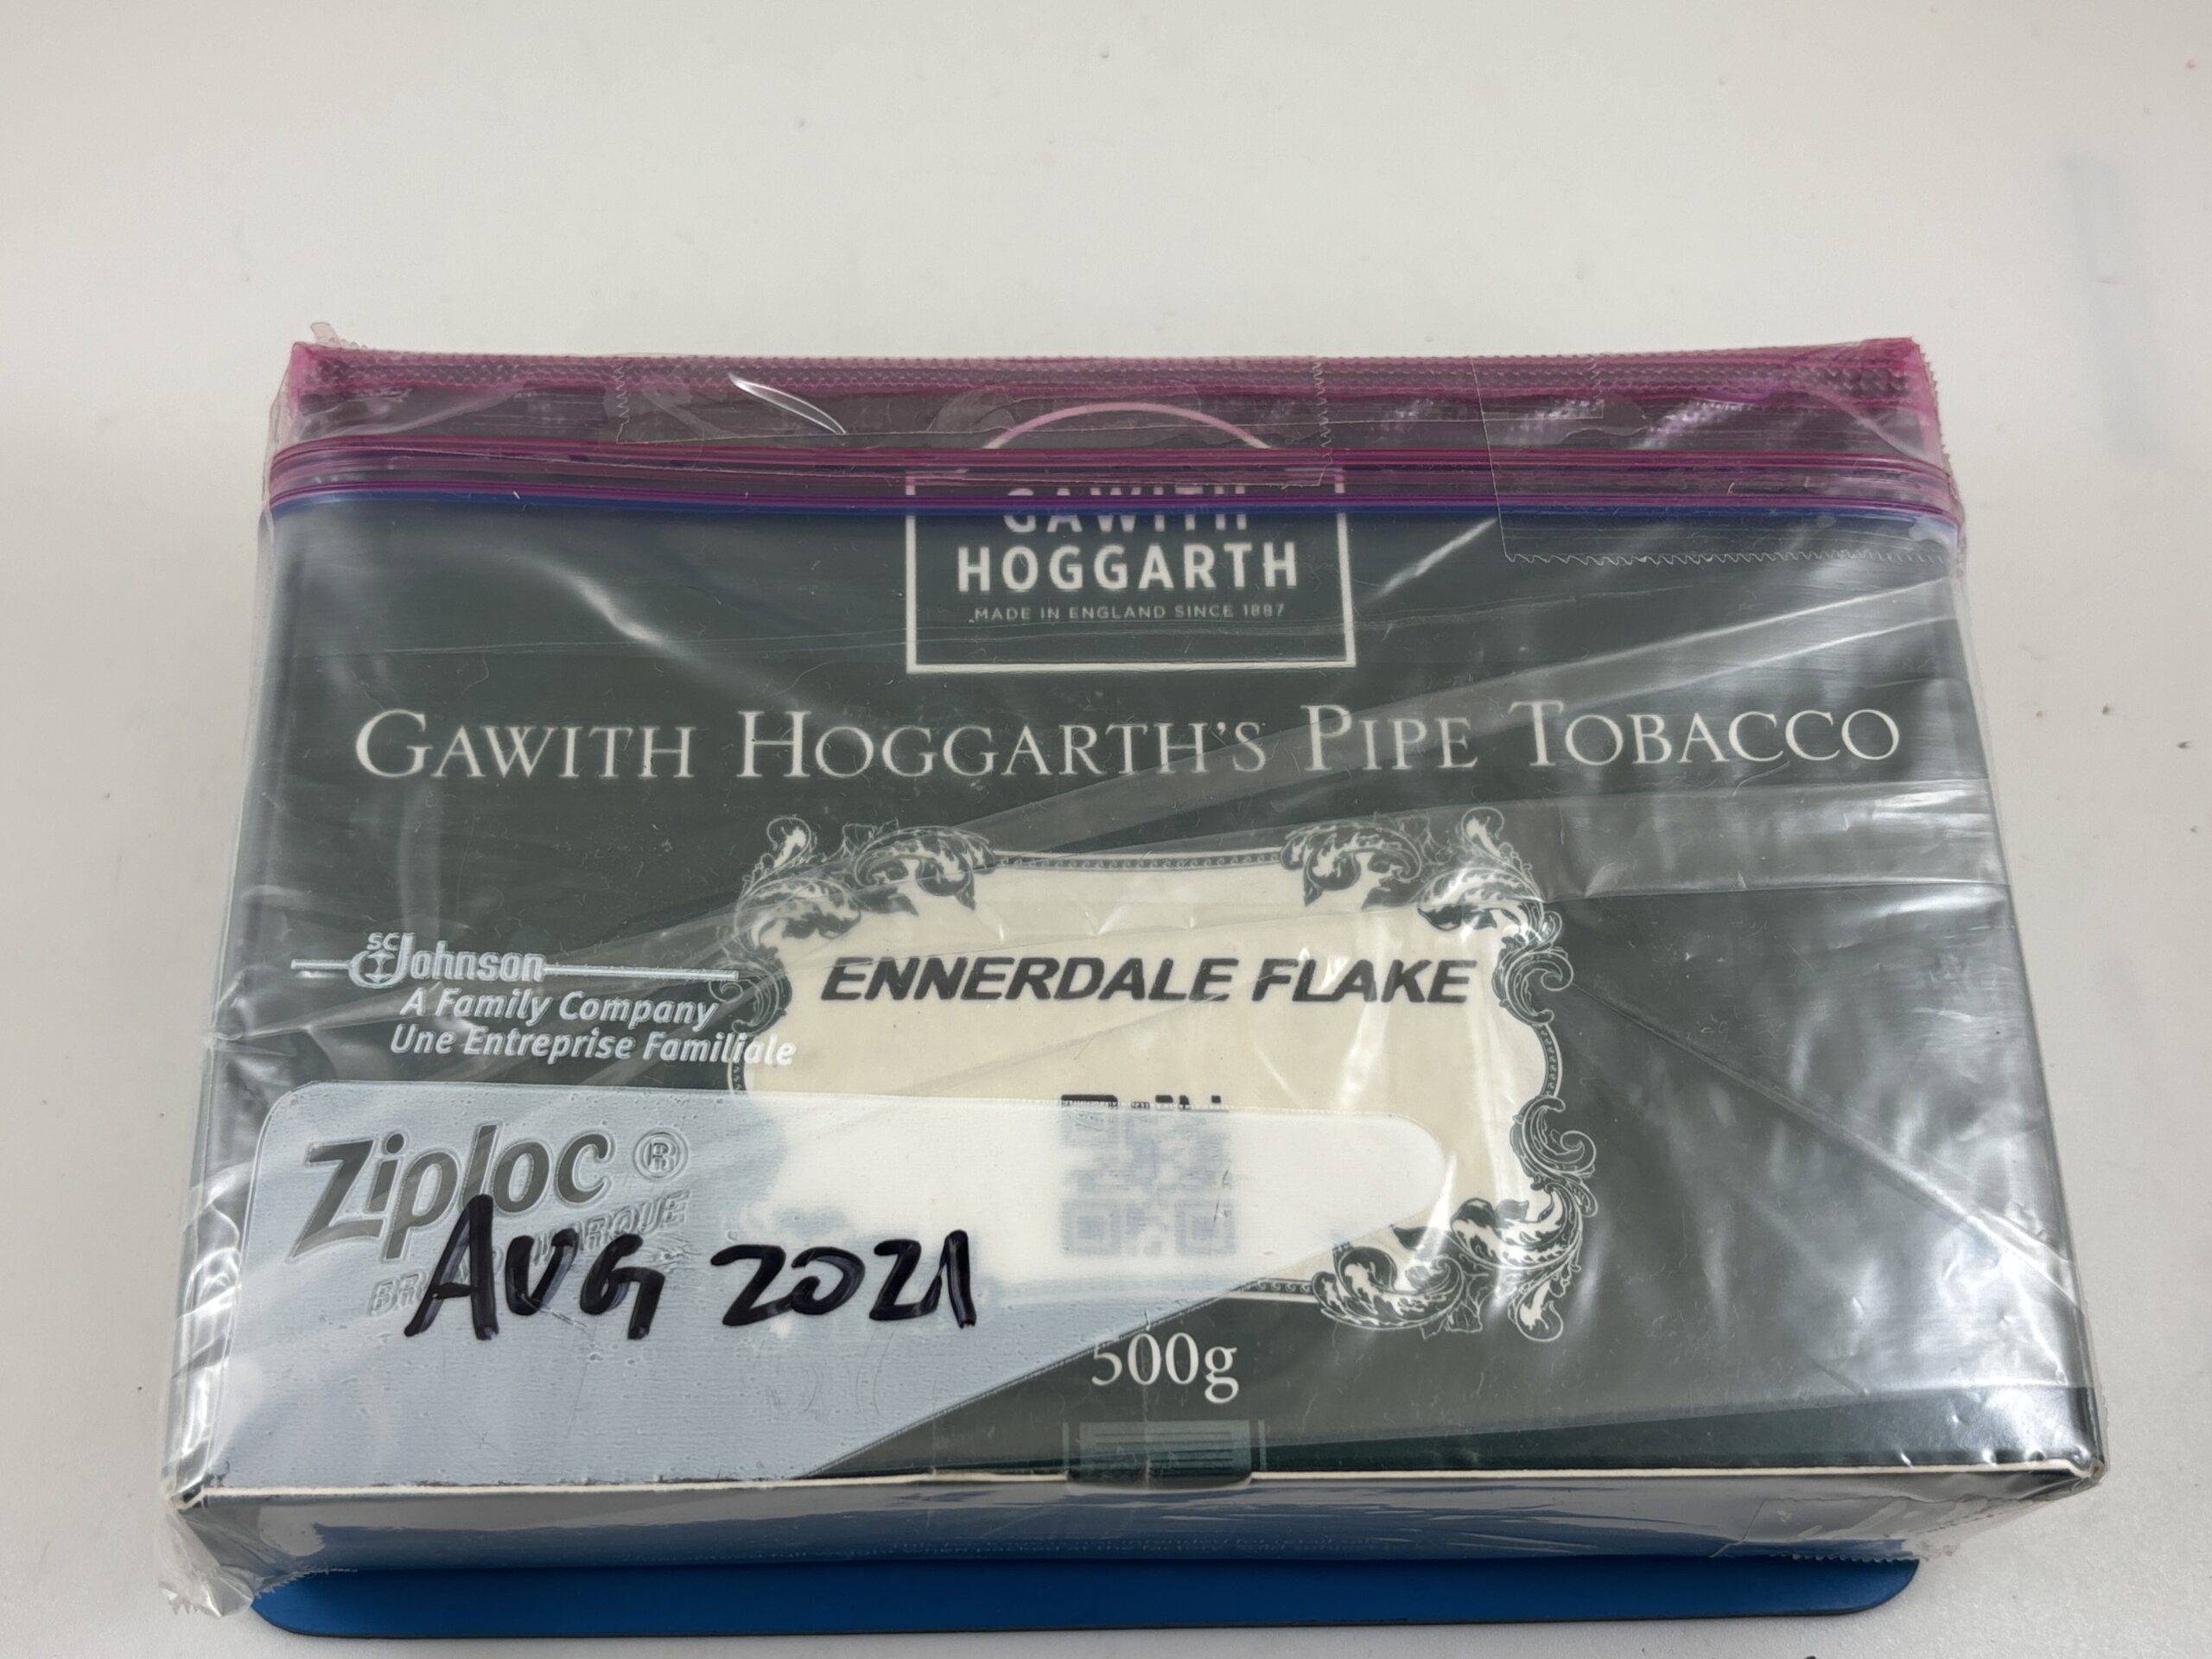 GAWITH
HOGGARTH
MADE IN ENGLAND SINCE 1887
GAWITH HOGGARTH'S PIPE TOBACCO
SC Johnson
A Family Company
Une Entreprise Familiale
ENNERDALE FLAKE
Ziploc®
AUG 2021
500g